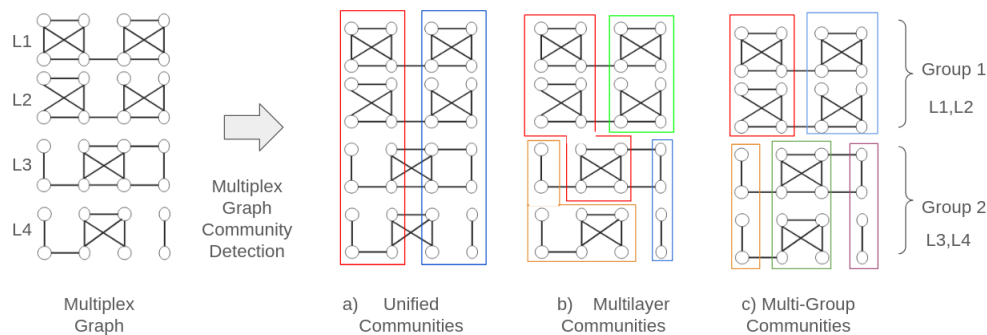 L1
L2
L3
L4
Multiplex
Graph
Multiplex
Graph
Community
Detection
a) Unified
Communities
b) Multilayer
Communities
c) Multi-Group
Communities
Group 1
L1,L2
Group 2
L3,L4